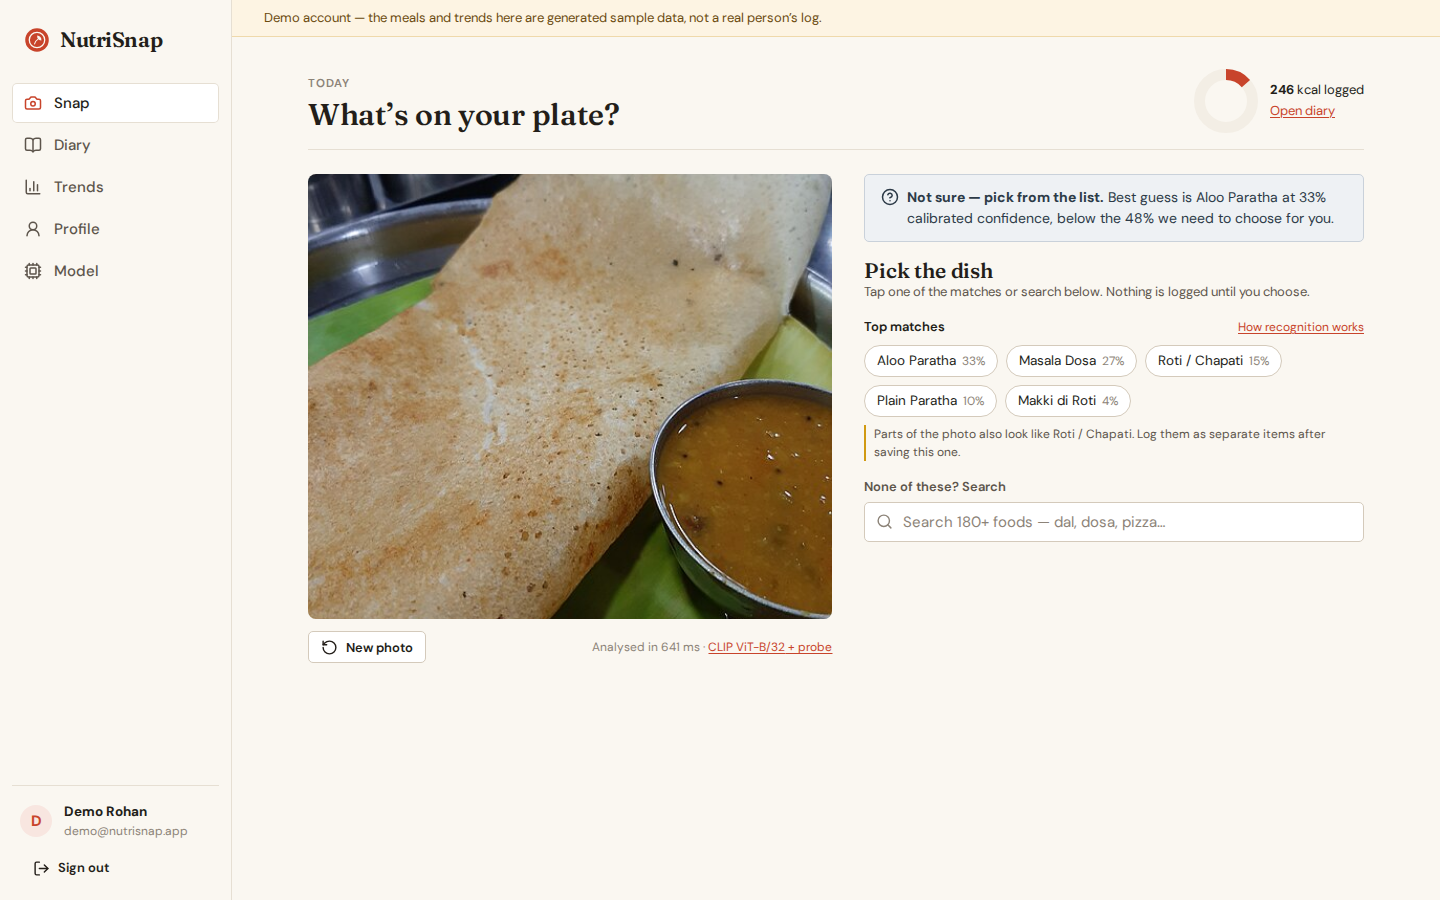 Demo account — the meals and trends here are generated sample data, not a real person’s log.
NutriSnap
Snap
Diary
Trends
Profile
Model
TODAY
What’s on your plate?
246 kcal logged
Open diary
Not sure — pick from the list. Best guess is Aloo Paratha at 33%
calibrated confidence, below the 48% we need to choose for you.
Pick the dish
Tap one of the matches or search below. Nothing is logged until you choose.
Top matches
How recognition works
Aloo Paratha 33%
Masala Dosa 27%
Roti / Chapati 15%
Plain Paratha 10%
Makki di Roti 4%
Parts of the photo also look like Roti / Chapati. Log them as separate items after
saving this one.
None of these? Search
Search 180+ foods — dal, dosa, pizza…
New photo
Analysed in 641 ms · CLIP ViT-B/32 + probe
D
Demo Rohan
demo@nutrisnap.app
Sign out